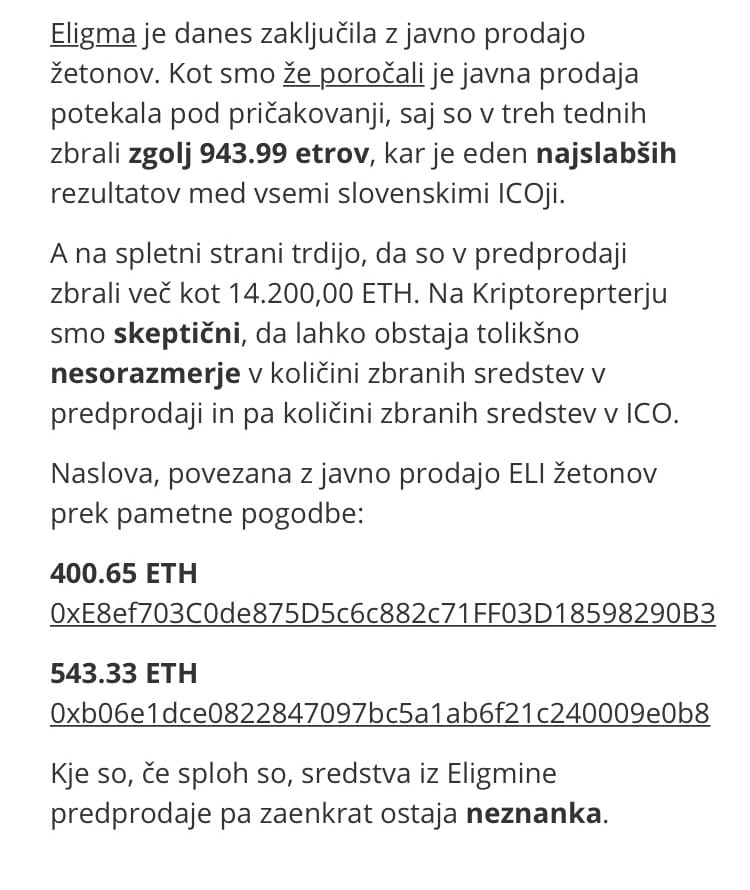 Eligma je danes zaključila z javno prodajo
žetonov. Kot smo že poročali je javna prodaja
potekala pod pričakovanji, saj so v treh tednih
zbrali zgolj 943.99 etrov, kar je eden najslabših
rezultatov med vsemi slovenskimi ICOji.
A na spletni strani trdijo, da so v predprodaji
zbrali več kot 14.200,00 ETH. Na Kriptoreprterju
smo skeptični, da lahko obstaja tolikšno
nesorazmerje v količini zbranih sredstev v
predprodaji in pa količini zbranih sredstev v ICO.
Naslova, povezana z javno prodajo ELI žetonov
prek pametne pogodbe:
400.65 ETH
0xE8ef703C0de875D5c6c882c71FF03D18598290B3
543.33 ETH
0xb06e1dce0822847097bc5a1ab6f21c240009e0b8
Kje so, če sploh so, sredstva iz Eligmine
predprodaje pa zaenkrat ostaja neznanka.